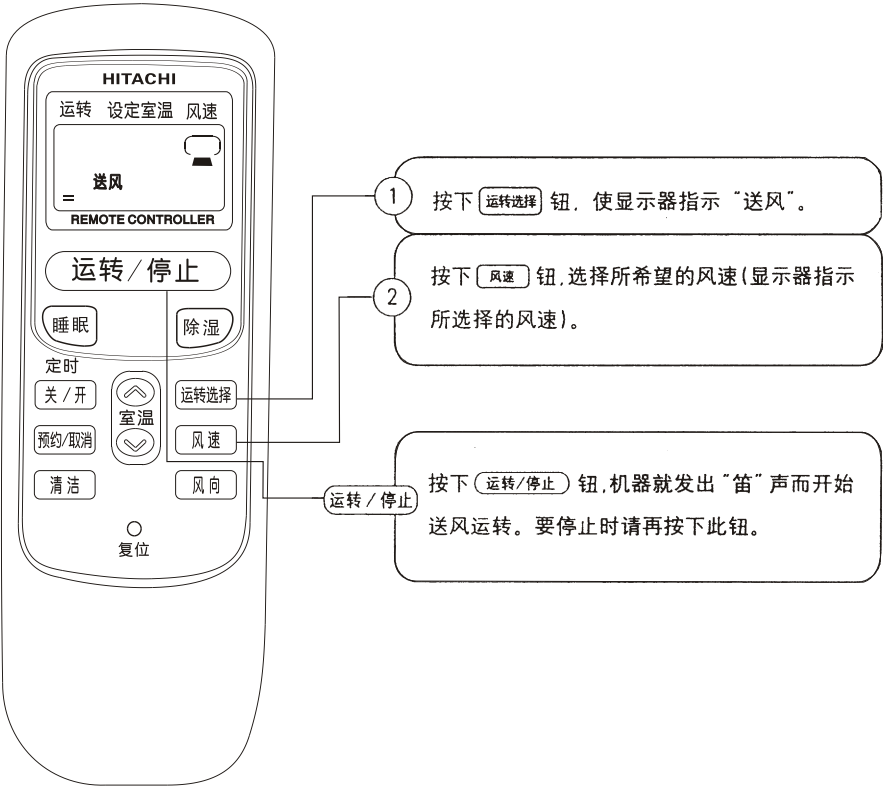 HITACHI
运转 设定室温 风速
送风
REMOTE CONTROLLER
运转/停止
睡眠
除湿
定时
关/开
运转选择
室温
预约/取消
风速
清洁
风向
复位
1
按下 运转选择 钮,使显示器指示“送风”。
2
按下 风速 钮,选择所希望的风速(显示器指示
所选择的风速)。
运转/停止
按下 运转/停止 钮,机器就发出“笛”声而开始
送风运转。要停止时请再按下此钮。